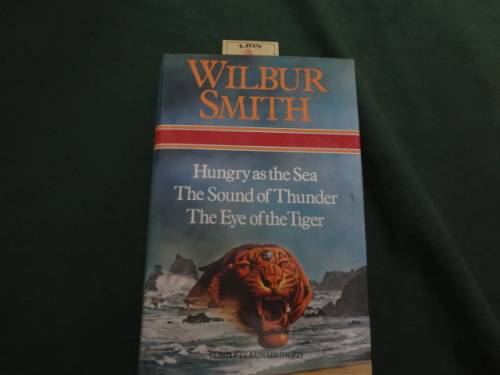 LION
WILBUR
SMITH
Hungry as the Sea
The Sound of Thunder
The Eye of the Tiger
COMPLETE & UNABRIDGED